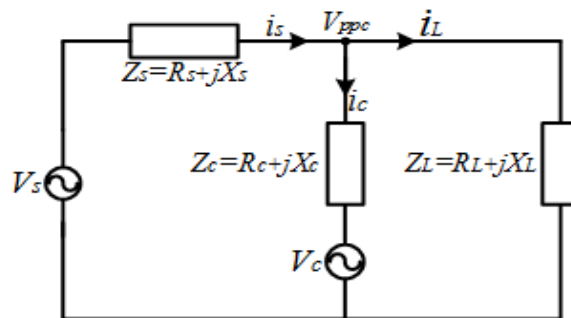 is Vppc iL
Zs=Rs+jXs
ic
Zc=Rc+jXc ZL=RL+jXL
Vs
Vc